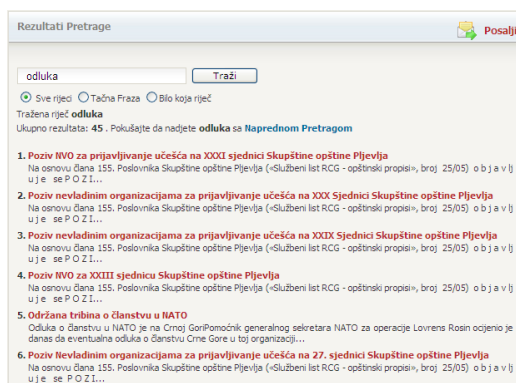 Rezultati Pretrage
Posalji
odluka
Traži
Sve rijeci Tačna Fraza Bilo koja riječ
Tražena riječ odluka
Ukupno rezultata: 45 . Pokušajte da nadjete odluka sa Naprednom Pretragom
1. Poziv NVO za prijavljivanje učešća na XXXI sjednici Skupštine opštine Pljevlja
Na osnovu člana 155. Poslovnika Skupštine opštine Pljevlja («Službeni list RCG - opštinski propisi», broj 25/05) o b j a v lj
u j e se P O Z I...
2. Poziv nevladinim organizacijama za prijavljivanje učešća na XXX Sjednici Skupštine opštine Pljevlja
Na osnovu člana 155. Poslovnika Skupštine opštine Pljevlja («Službeni list RCG - opštinski propisi», broj 25/05) o b j a v lj
u j e se P O Z I...
3. Poziv nevladinim organizacijama za prijavljivanje učešća na XXIX Sjednici Skupštine opštine Pljevlja
Na osnovu člana 155. Poslovnika Skupštine opštine Pljevlja («Službeni list RCG - opštinski propisi», broj 25/05) o b j a v lj
u j e se P O Z I...
4. Poziv NVO za XXIII sjednicu Skupštine opštine Pljevlja
Na osnovu člana 155. Poslovnika Skupštine opštine Pljevlja («Službeni list RCG - opštinski propisi», broj 25/05) o b j a v lj
u j e se P O Z I...
5. Održana tribina o članstvu u NATO
Odluka o članstvu u NATO je na Crnoj GoriPomoćnik generalnog sekretara NATO za operacije Lovrens Rosin ocijenio je
danas da eventualna odluka o članstvu Crne Gore u toj organizaciji...
6. Poziv Nevladinim organizacijama za prijavljivanje učešća na 27. sjednici Skupštine opštine Pljevlja
Na osnovu člana 155. Poslovnika Skupštine opštine Pljevlja («Službeni list RCG - opštinski propisi», broj 25/05) o b j a v lj
u j e se P O Z I...